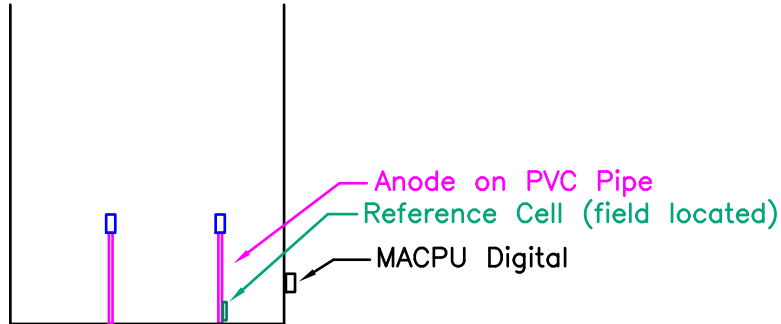 Anode on PVC Pipe
Reference Cell (field located)
MACPU Digital